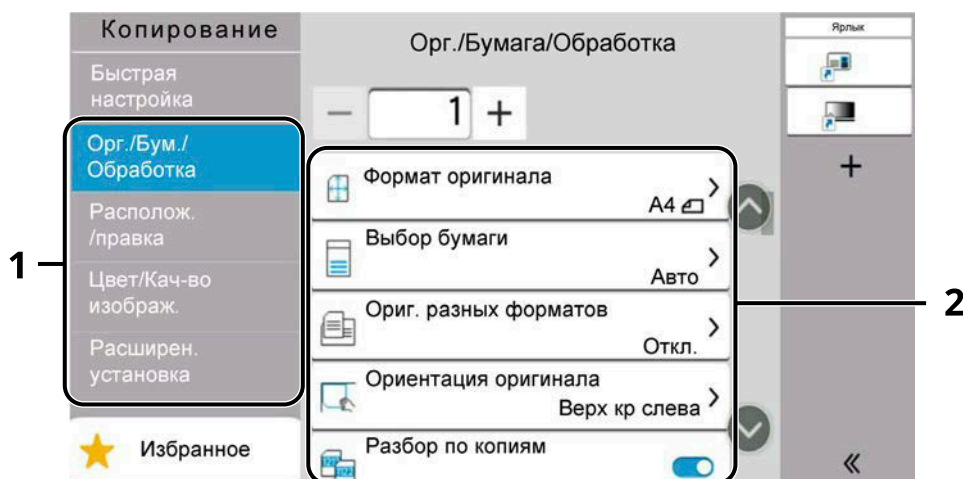 Копирование
Быстрая
настройка
Орг./Бум./
Обработка
Располож.
/правка
Цвет/Кач-во
изображ.
Расширен.
установка
Избранное
Орг./Бумага/Обработка
− 1 +
Формат оригинала
A4
Выбор бумаги
Авто
Ориг. разных форматов
Откл.
Ориентация оригинала
Верх кр слева
Разбор по копиям
Ярлык
+
1
2